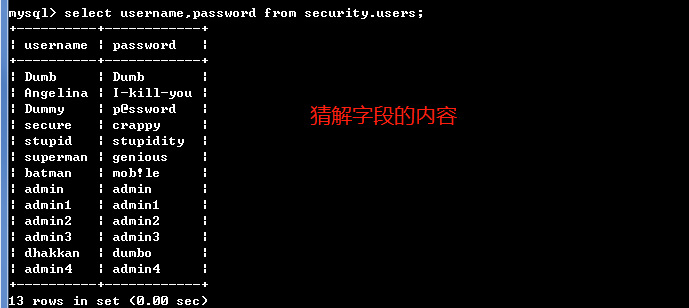 mysql> select username,password from security.users;
+----------+------------+
| username | password   |
+----------+------------+
| Dumb     | Dumb       |
| Angelina | I-kill-you |
| Dummy    | p@ssword   |
| secure   | crappy     |
| stupid   | stupidity  |
| superman | genious    |
| batman   | mob!le     |
| admin    | admin      |
| admin1   | admin1     |
| admin2   | admin2     |
| admin3   | admin3     |
| dhakkan  | dumbo      |
| admin4   | admin4     |
+----------+------------+
13 rows in set (0.00 sec)
猜解字段的内容